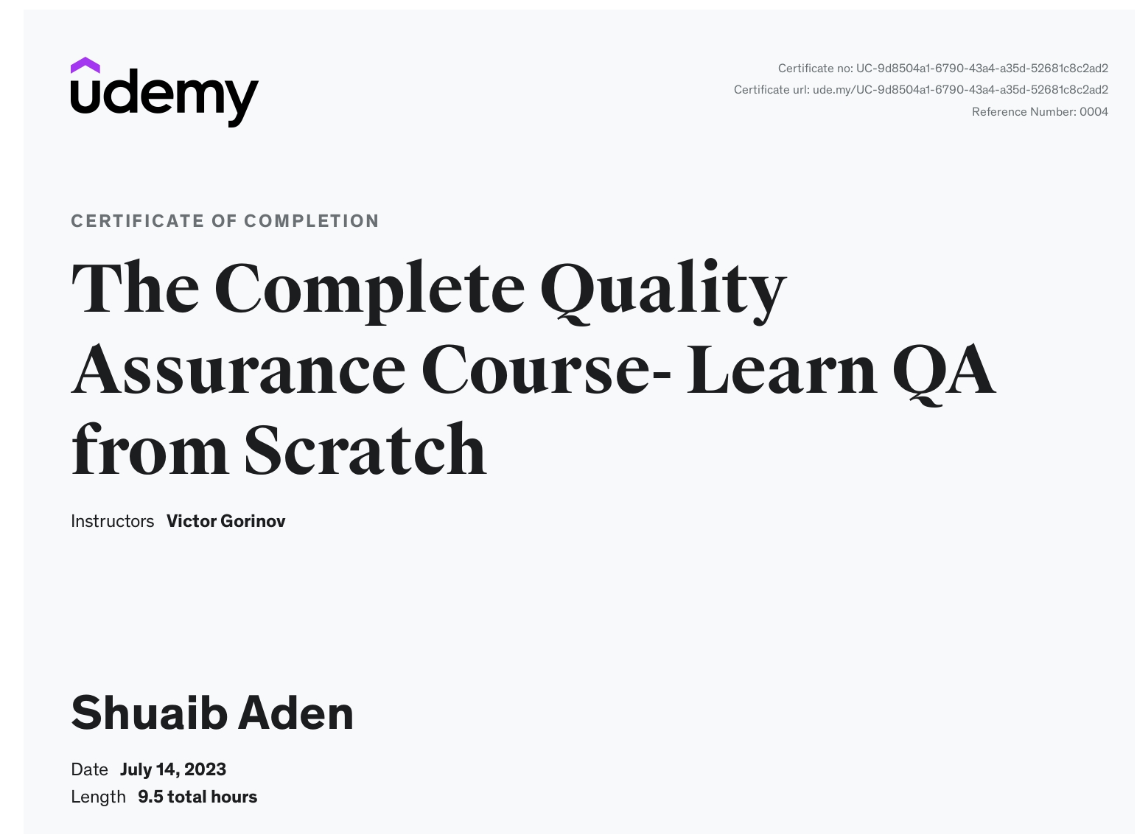 udemy
Certificate no: UC-9d8504a1-6790-43a4-a35d-52681c8c2ad2
Certificate url: ude.my/UC-9d8504a1-6790-43a4-a35d-52681c8c2ad2
Reference Number: 0004
CERTIFICATE OF COMPLETION
The Complete Quality
Assurance Course- Learn QA
from Scratch
Instructors Victor Gorinov
Shuaib Aden
Date July 14, 2023
Length 9.5 total hours